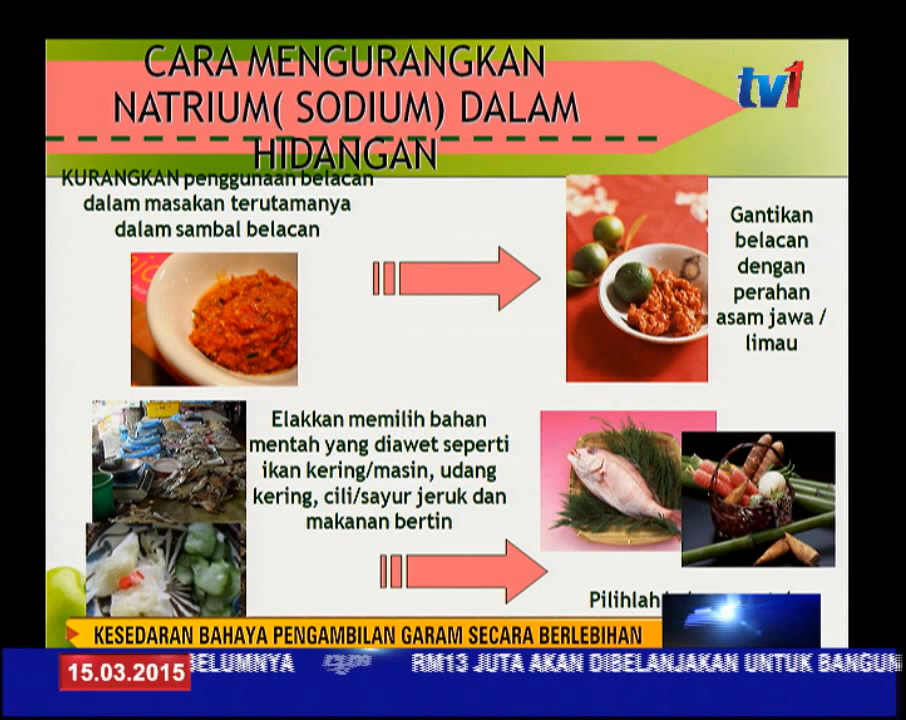 CARA MENGURANGKAN
NATRIUM( SODIUM) DALAM
HIDANGAN
tv1
KURANGKAN penggunaan belacan
dalam masakan terutamanya
dalam sambal belacan
Gantikan
belacan
dengan
perahan
asam jawa /
limau
Elakkan memilih bahan
mentah yang diawet seperti
ikan kering/masin, udang
kering, cili/sayur jeruk dan
makanan bertin
Pilihlah
KESEDARAN BAHAYA PENGAMBILAN GARAM SECARA BERLEBIHAN
15.03.2015
BELUMNYA RM13 JUTA AKAN DIBELANJAKAN UNTUK BANGUN